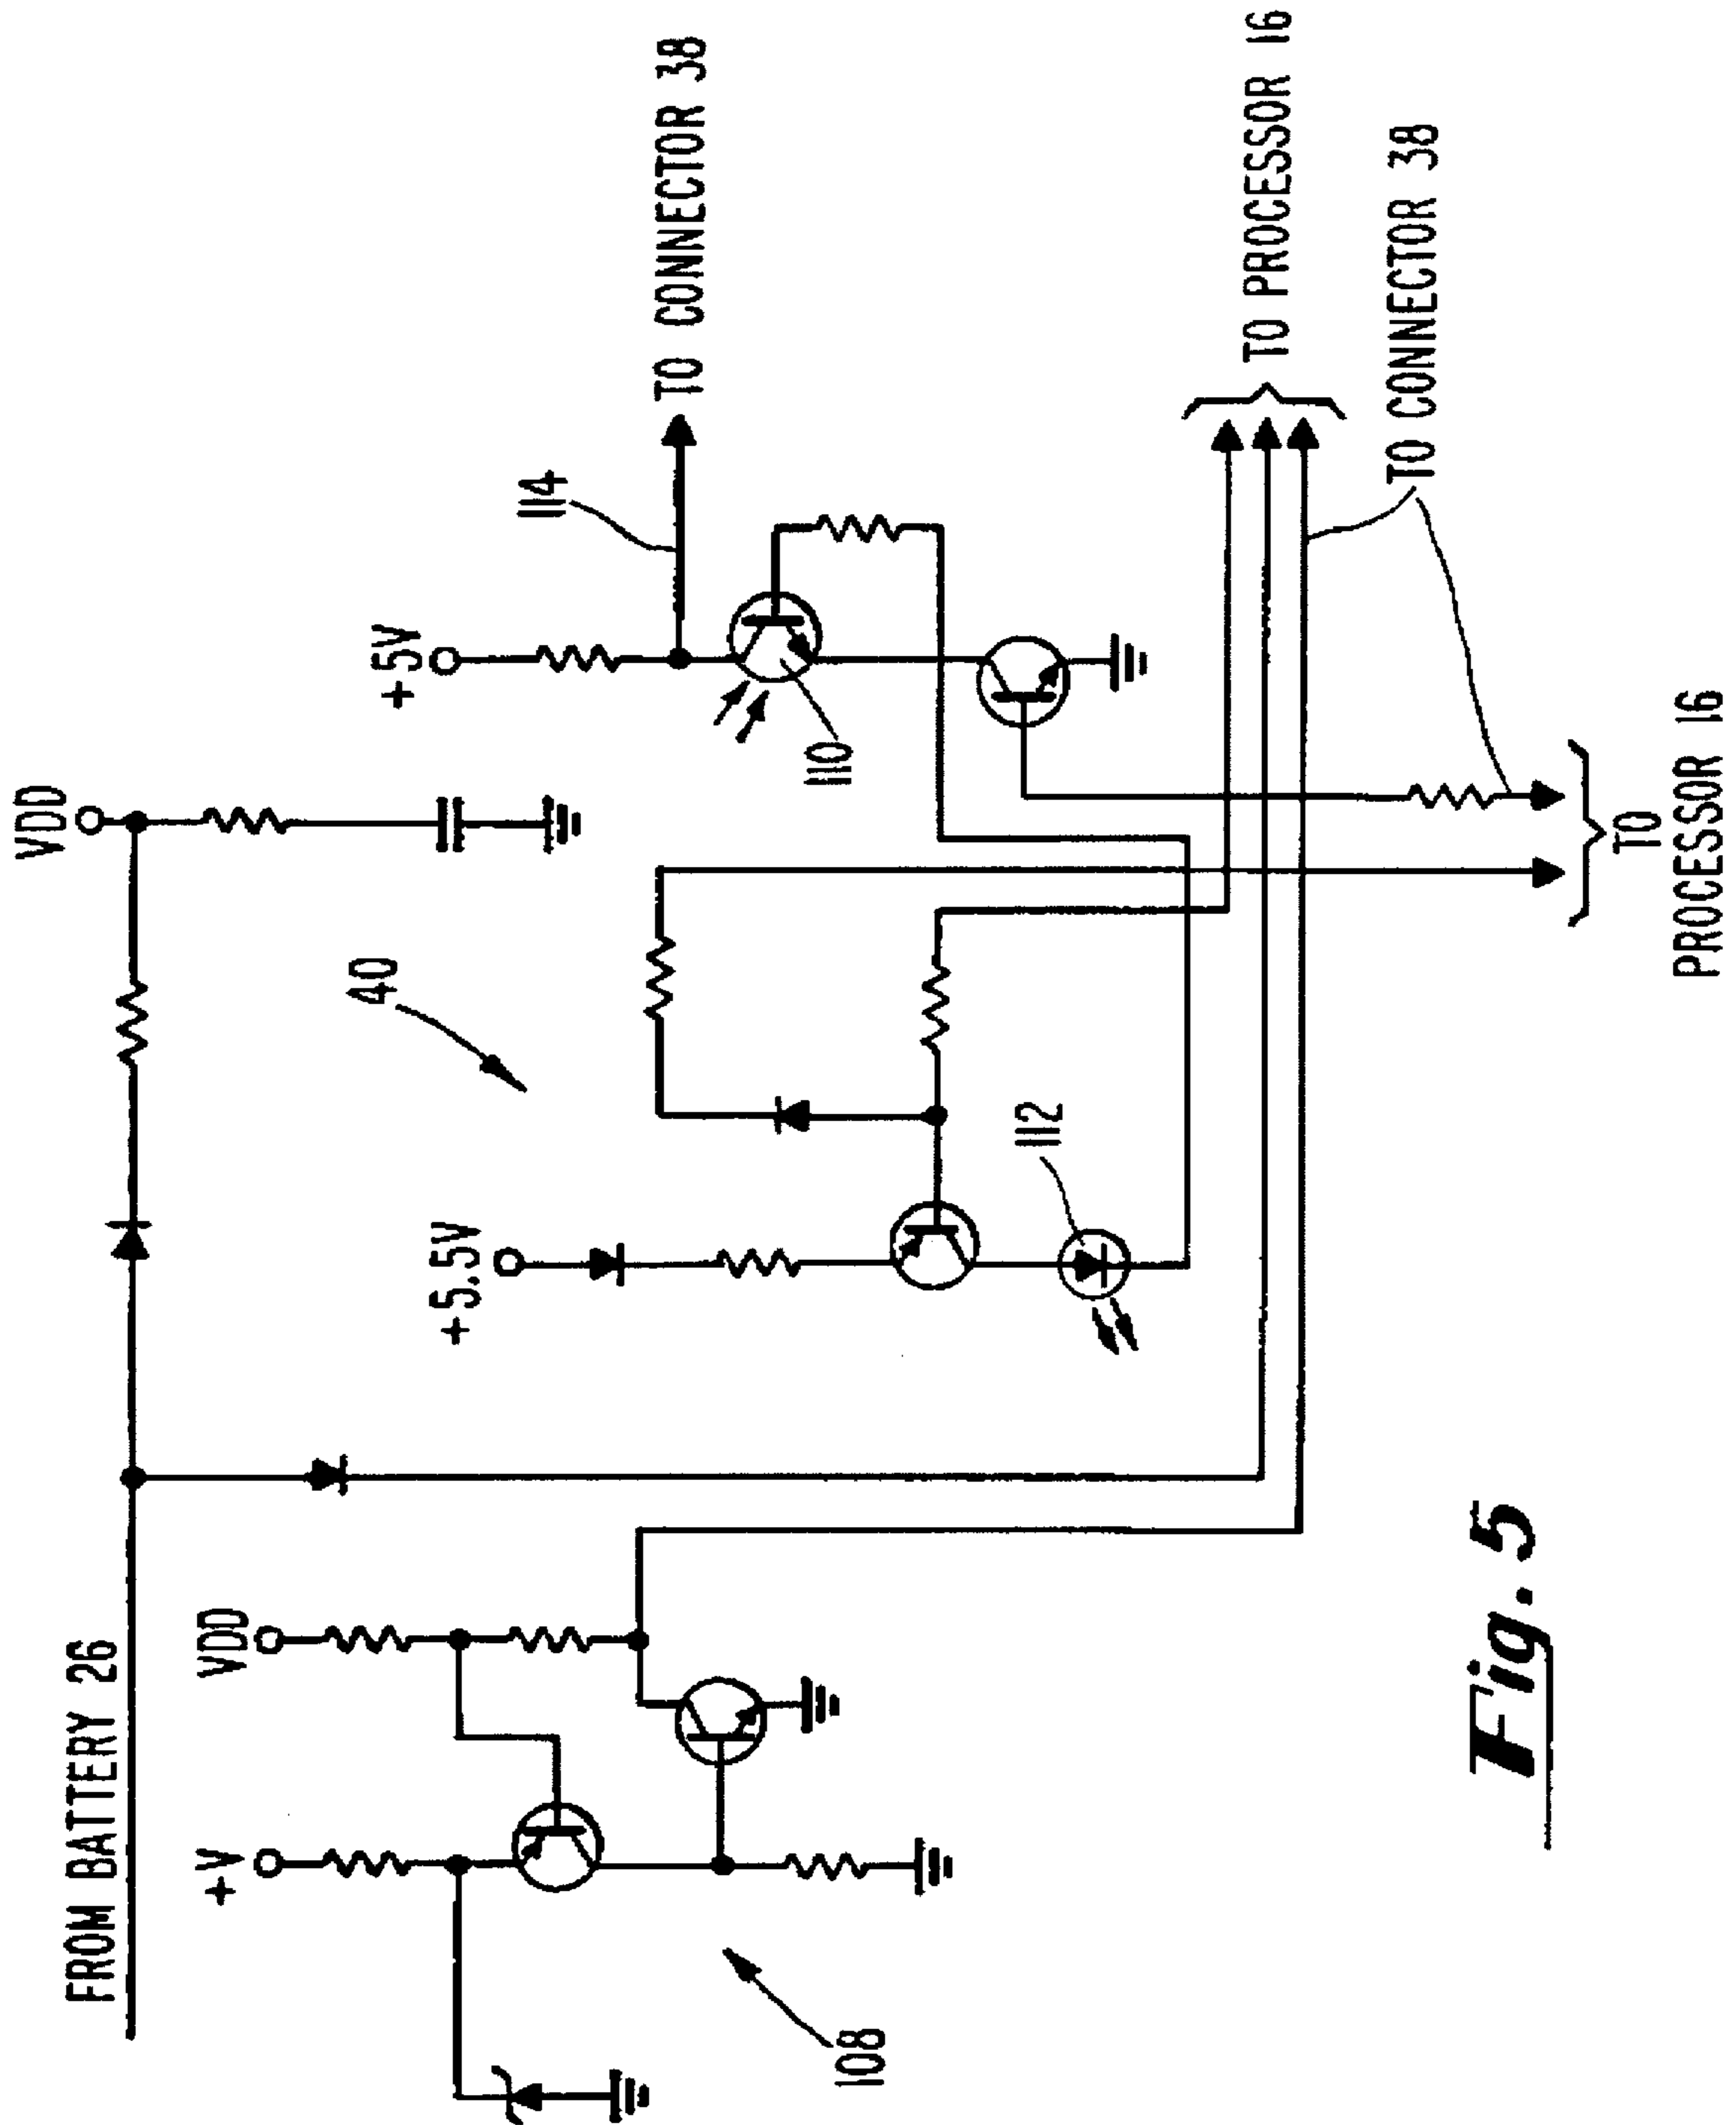 FROM BATTERY 26
VDD
+V
VDD
+5.5V
+5V
40
114
TO CONNECTOR 38
110
112
108
TO PROCESSOR 16
TO CONNECTOR 38
TO
PROCESSOR 16
Fig. 5